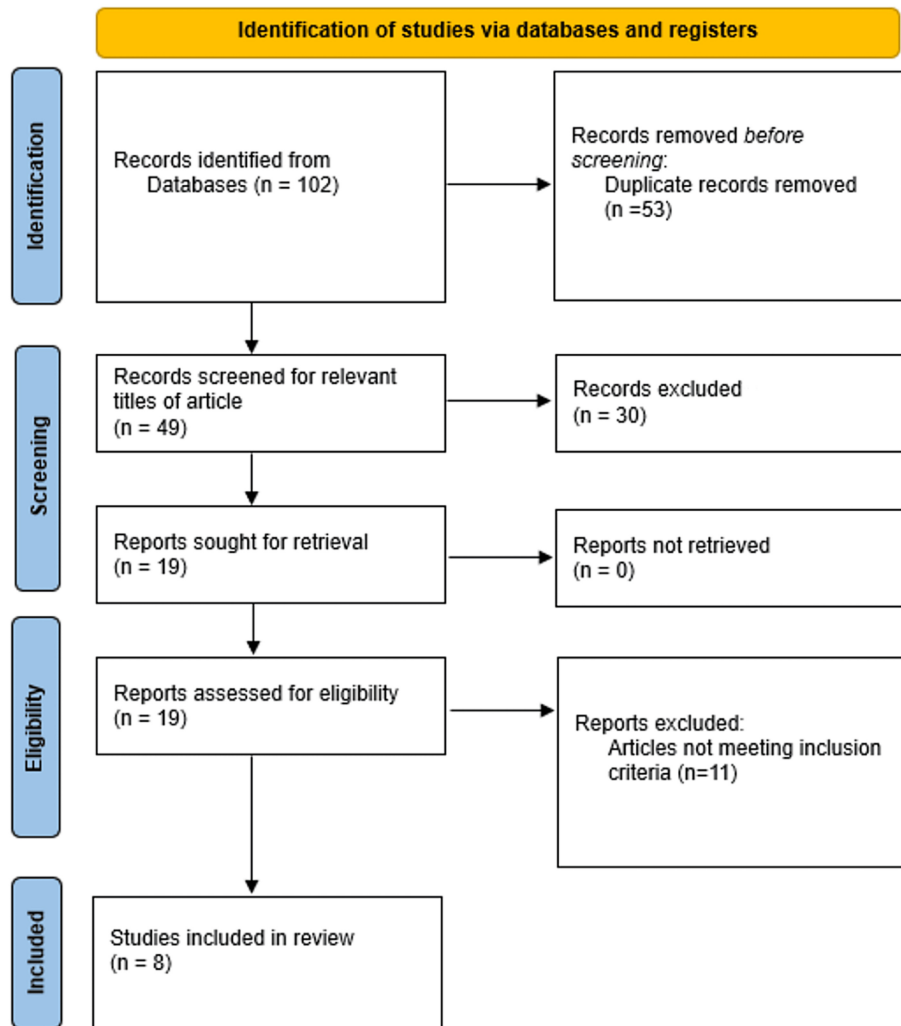 Identification of studies via databases and registers
Identification
Records identified from
Databases (n = 102)
Records removed before
screening:
Duplicate records removed
(n =53)
Screening
Records screened for relevant
titles of article
(n = 49)
Records excluded
(n = 30)
Reports sought for retrieval
(n = 19)
Reports not retrieved
(n = 0)
Eligibility
Reports assessed for eligibility
(n = 19)
Reports excluded:
Articles not meeting inclusion
criteria (n=11)
Included
Studies included in review
(n = 8)